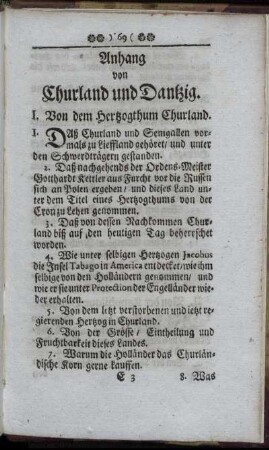 )°69(
Anhang
von
Churland und Dantzig.
I. Von dem Hertzogthum Churland.
1. Daß Churland und Semgallen vor-
mals zu Lieffland gehöret/ und unter
den Schwerdträgern gestanden.
2. Daß nachgehends der Ordens-Meister
Gotthardt Kettler aus Furcht vor die Russen
sich an Polen ergeben/ und dieses Land un-
ter dem Titel eines Hertzogthums von der
Cron zu Lehen genommen.
3. Daß von dessen Nachkommen Chur-
land biß auf den heutigen Tag beherrschet
worden.
4. Wie unter selbigen Hertzogen Jacobus
die Insel Tabago in America entdecket/ wie ihm
selbige von den Holländern genommen/ und
wie er sie unter Protection der Engelländer wie-
der erhalten.
5. Von dem letzt verstorbenen und ietzt re-
gierenden Hertzog in Churland.
6. Von der Grösse/ Eintheilung und
Fruchtbarkeit dieses Landes.
7. Warum die Holländer das Churlän-
dische Korn gerne kauffen.
E 3 8. Was